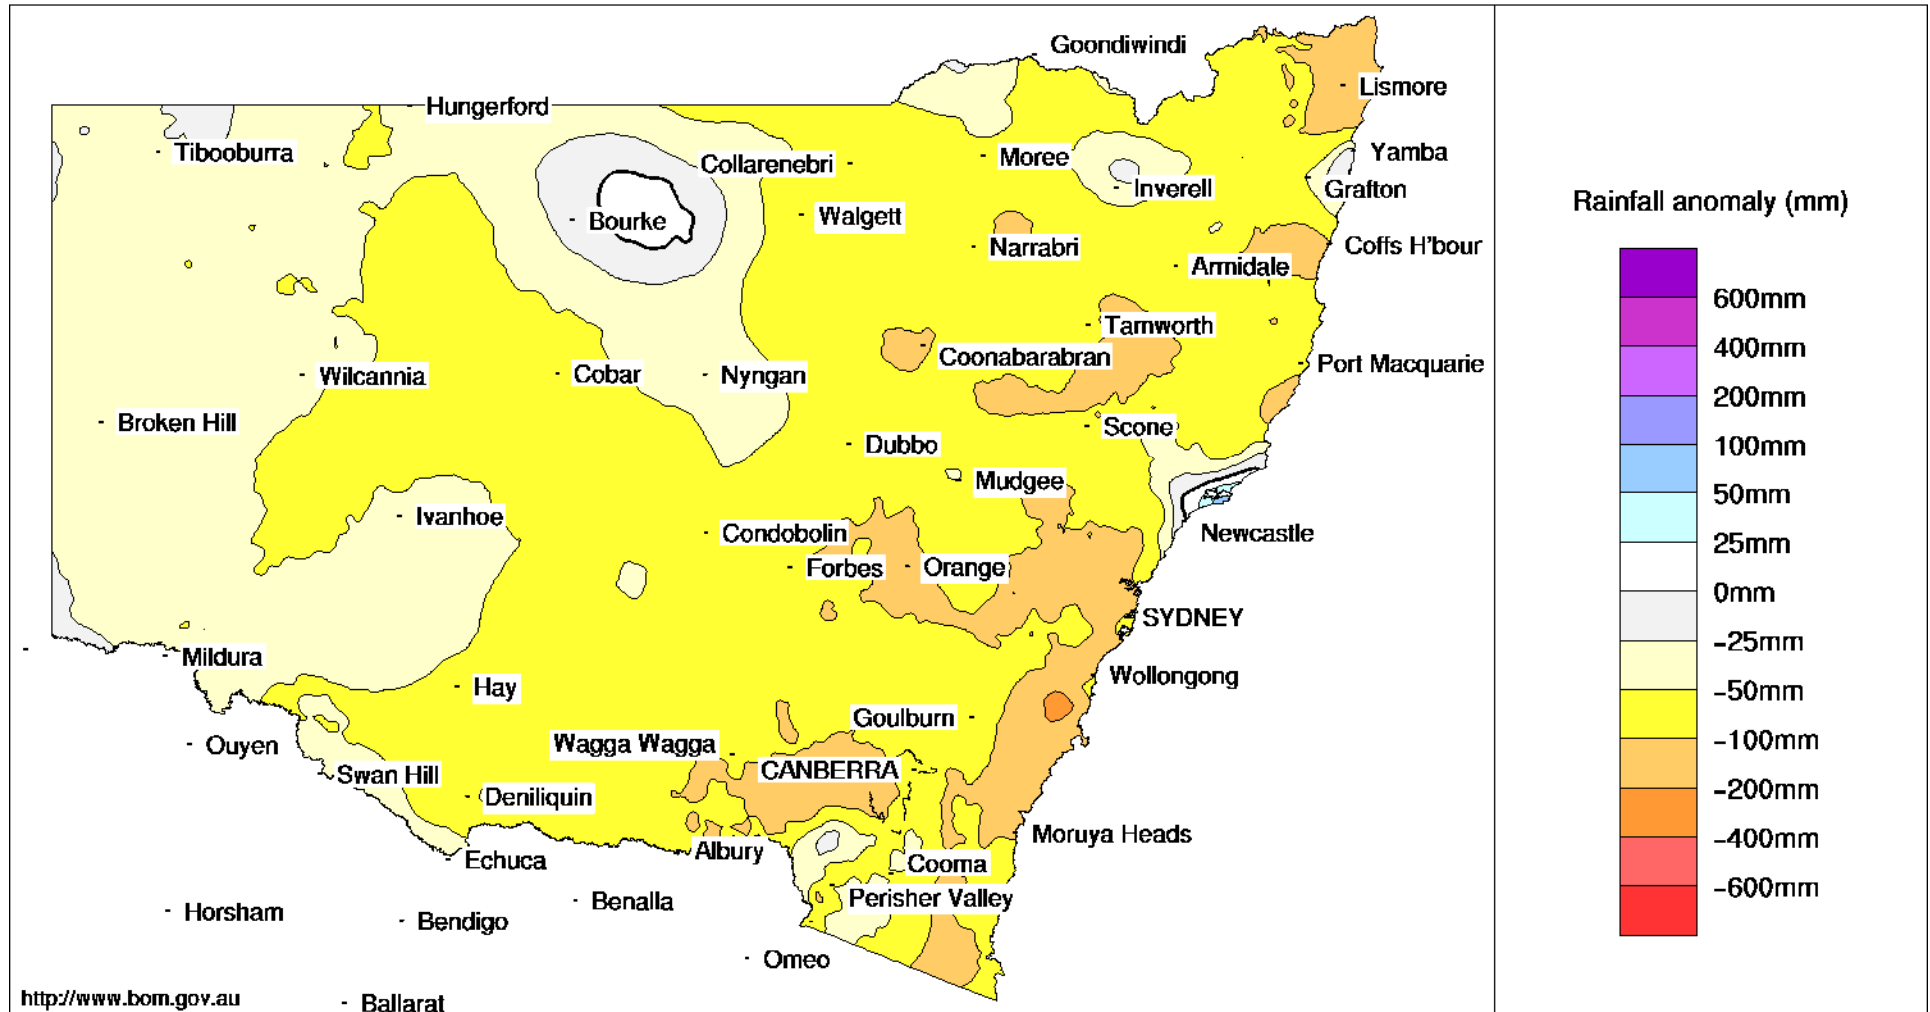 Goondiwindi
Lismore
Hungerford
Tibooburra
Collarenebri
Moree
Yamba
Inverell
Grafton
Bourke
Walgett
Narrabri
Coffs H'bour
Armidale
Tamworth
Coonabarabran
Port Macquarie
Wilcannia
Cobar
Nyngan
Broken Hill
Scone
Dubbo
Mudgee
Ivanhoe
Condobolin
Newcastle
Forbes
Orange
SYDNEY
Mildura
Wollongong
Hay
Goulburn
Ouyen
Wagga Wagga
CANBERRA
Swan Hill
Deniliquin
Moruya Heads
Albury
Echuca
Cooma
Perisher Valley
Benalla
Horsham
Bendigo
Omeo
http://www.bom.gov.au
Ballarat
Rainfall anomaly (mm)
600mm
400mm
200mm
100mm
50mm
25mm
0mm
-25mm
-50mm
-100mm
-200mm
-400mm
-600mm